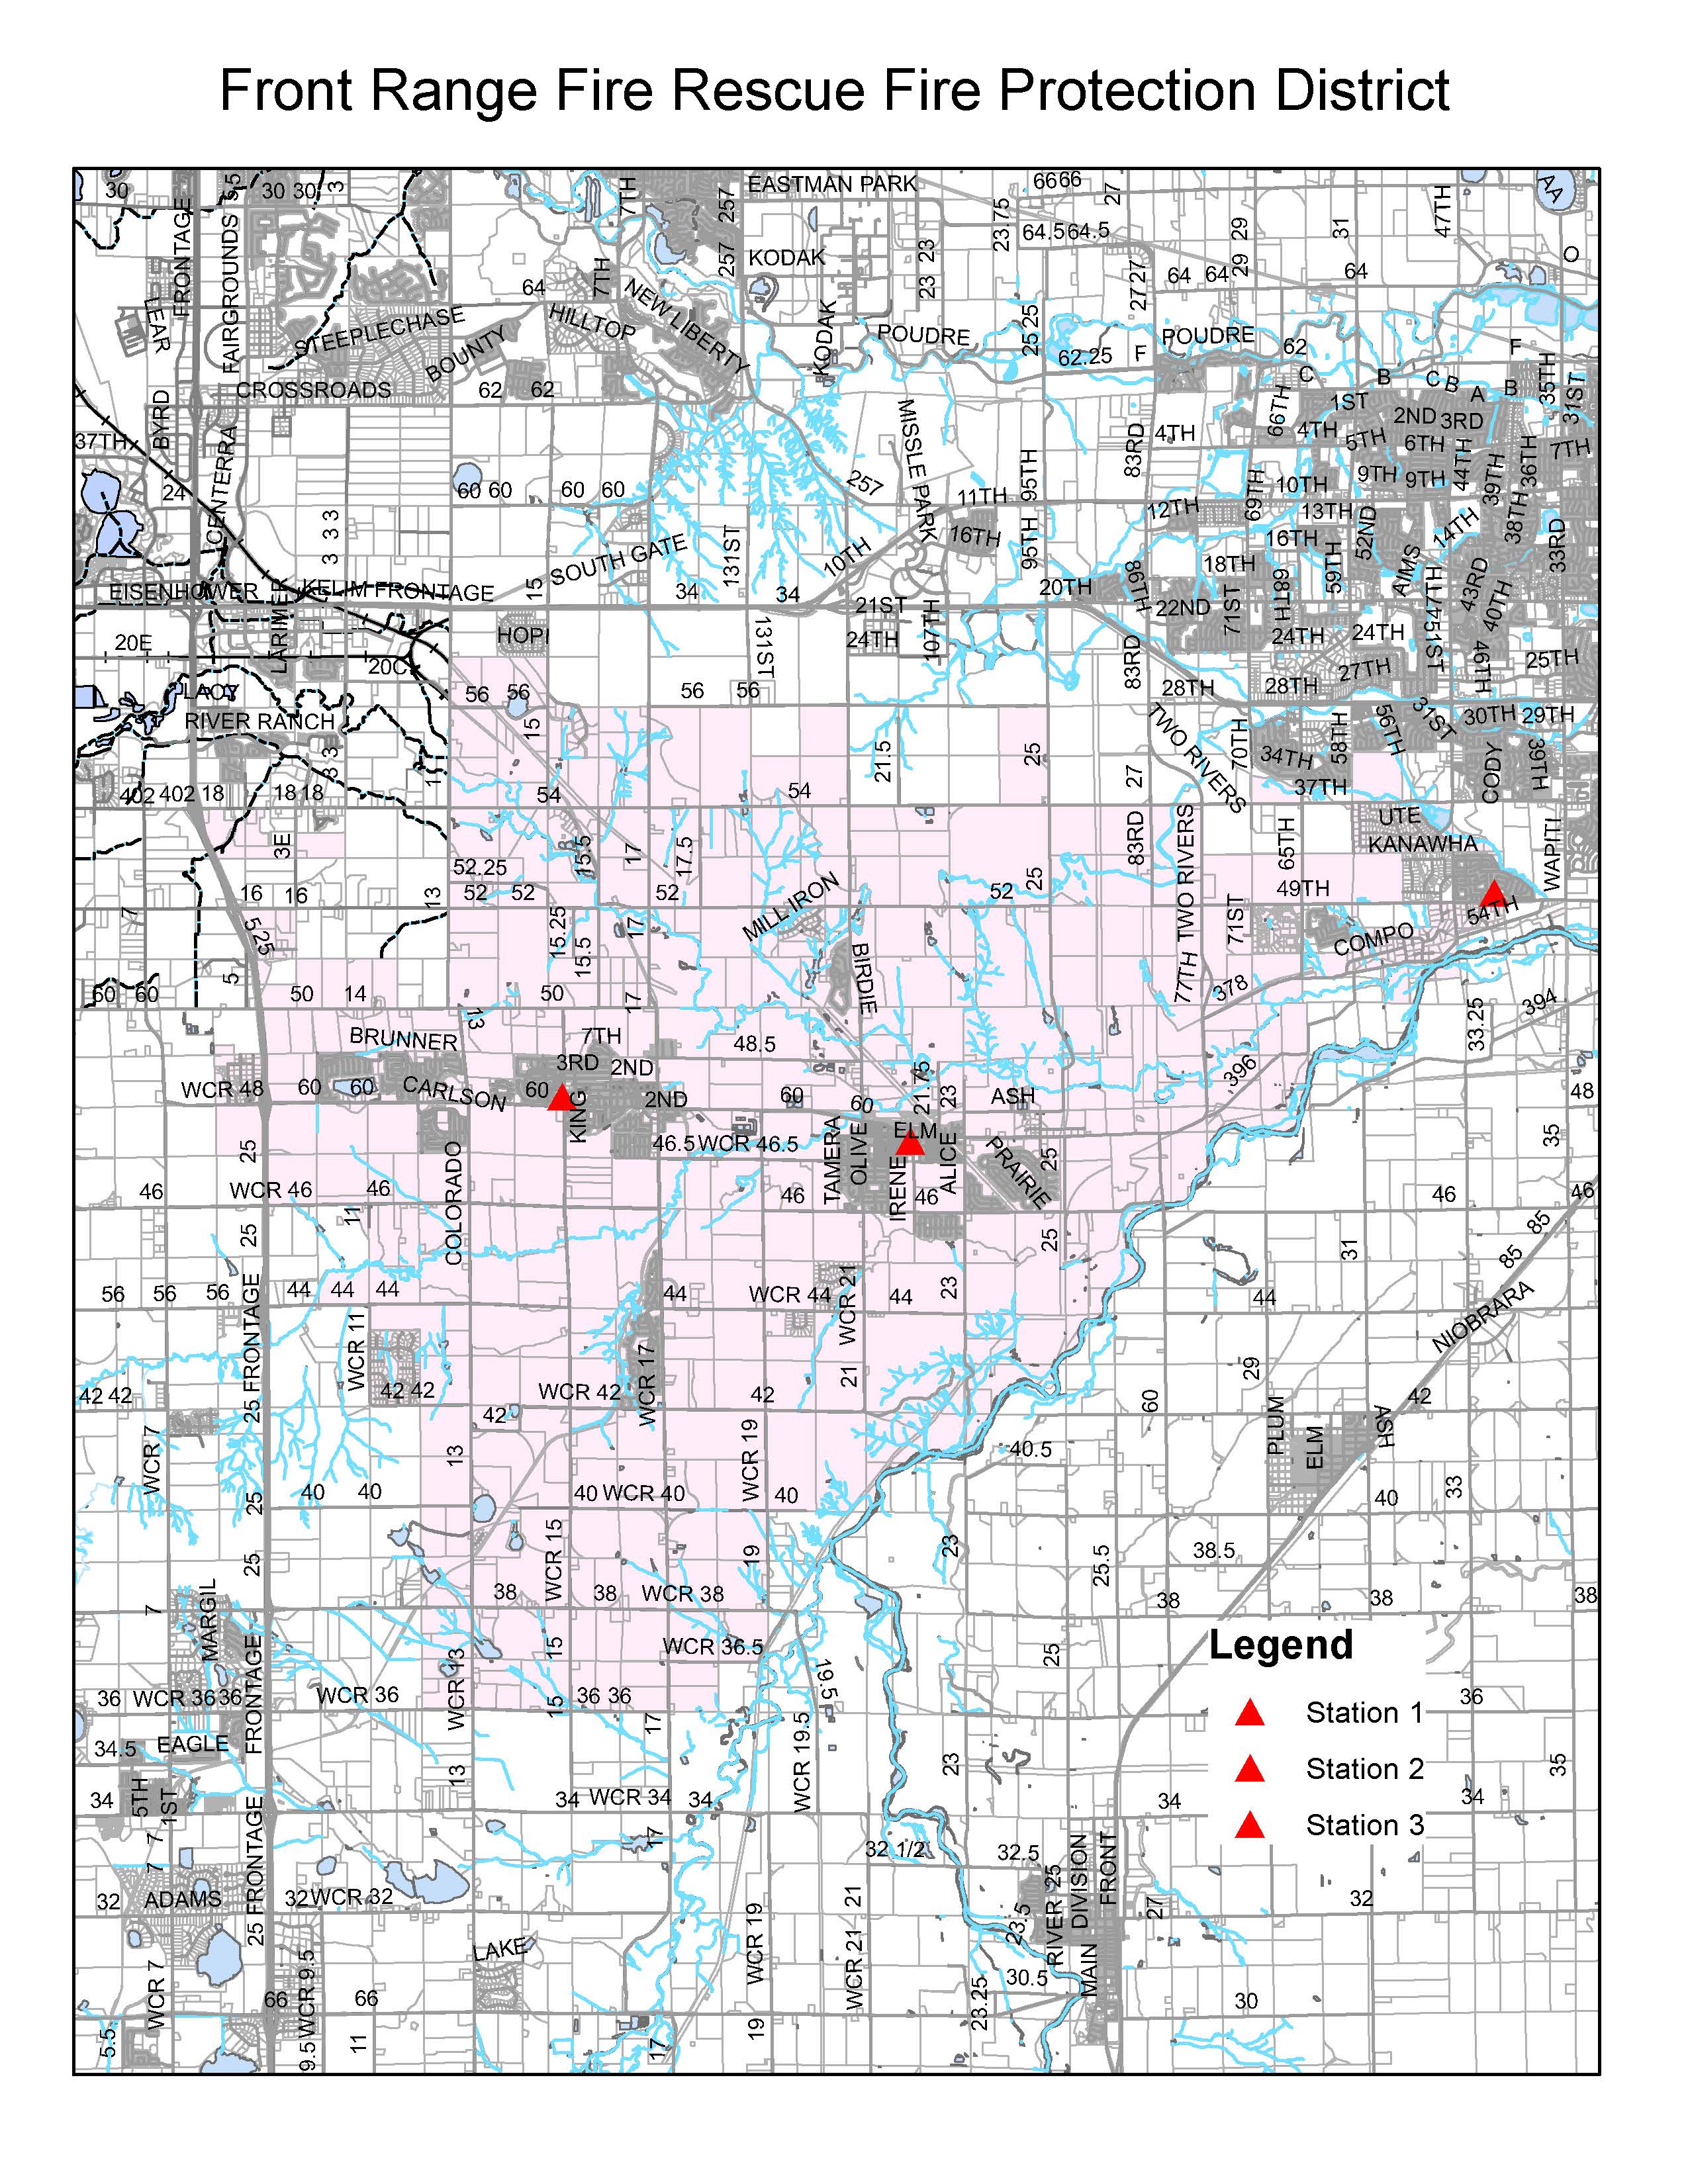 Front Range Fire Rescue Fire Protection District
30
FRONTAGE
5.5
30 30
3
7TH
257
EASTMAN PARK
6666
27
47TH
AA
FAIRGROUNDS
23.75
64.564.5
29
31
257
KODAK
23
O
LEAR
64
7TH
NEW LIBERTY
23
27 27
64 64
29
64
STEEPLECHASE
BOUNTY
HILLTOP
KODAK
POUDRE
25 25
62.25
F
POUDRE
62
F
35TH
31ST
CROSSROADS
62 62
C
B
C B
A
B
BYRD
37TH
CENTERRA
MISSLE PARK
66TH
1ST
2ND 3RD
83RD
4TH
4TH
5TH
6TH
44TH
36TH
7TH
24
60 60
60 60
257
11TH
95TH
69TH
10TH
9TH
9TH
39TH
3 3
12TH
13TH
52ND
14TH
38TH
131ST
SOUTH GATE
10TH
16TH
95TH
16TH
33RD
EISENHOWER
KELIM FRONTAGE
15
34
34
20TH
86TH
18TH
68TH
59TH
AIMS
43RD
40TH
LARIMER
21ST
22ND
71ST
47TH
20E
HOPI
131ST
24TH
107TH
24TH
24TH
51ST
46TH
25TH
20C
83RD
27TH
LACY
56 56
56 56
28TH
28TH
RIVER RANCH
15
TWO RIVERS
70TH
58TH
56TH
31ST
30TH 29TH
3 3
21.5
25
34TH
CODY
39TH
402 402 18
18 18
54
54
27
37TH
3E
UTE
KANAWHA
WAPITI
52.25
15.5
17
17.5
83RD
TWO RIVERS
65TH
16 16
13
52 52
52
MILL IRON
52
25
49TH
7
5.25
15.25
15.5
17
BIRDIE
71ST
54TH
COMPO
5
60 60
50 14
50
17
77TH
378
394
13
33.25
BRUNNER
7TH
48.5
3RD
2ND
396
WCR 48
60 60
CARLSON
60
KING
2ND
60
60
21.75
23
ASH
48
25
46.5 WCR 46.5
TAMERA
OLIVE
ELM
IRENE
ALICE
PRAIRIE
25
35
46
WCR 46
46
COLORADO
46
46
46
46
11
25
25
31
85
85
56 56 56
44 44 44
44
WCR 44
WCR 21
44
23
44
NIOBRARA
25 FRONTAGE
WCR 11
42 42
42 42
WCR 42
WCR 17
42
21
29
42
60
WCR 7
42
13
WCR 19
40.5
PLUM
ELM
ASH
25
40 40
40 WCR 40
40
40
33
25
WCR 15
19
23
25.5
38.5
7
MARGIL
38
38
WCR 38
38
38
38
FRONTAGE
WCR 13
15
WCR 36.5
19.5
25
Legend
36 WCR 36 36
WCR 36
15
36 36
36
Station 1
34.5
EAGLE
17
WCR 19.5
23
35
Station 2
34
5TH
1ST
13
34 WCR 34 34
34
34
Station 3
7
7
25 FRONTAGE
17
32 1/2
32.5
32
ADAMS
32 WCR 32
21
25
DIVISION
FRONT
27
32
WCR 7
LAKE
WCR 19
WCR 21
23.5
RIVER
MAIN
66
WCR 9.5
66
23.25
30.5
30
5.5
9.5
11
17
19